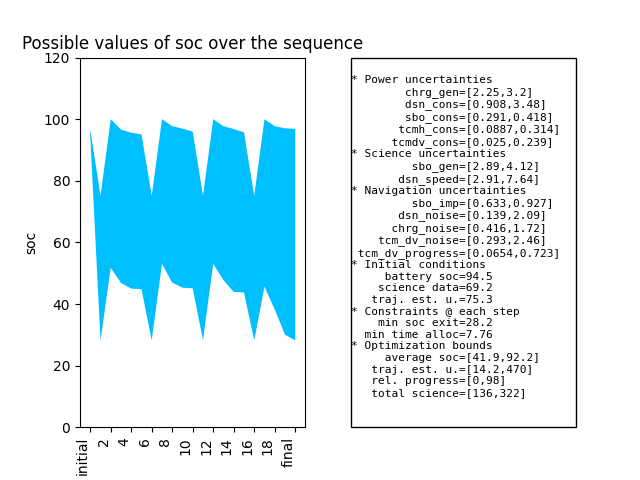 Possible values of soc over the sequence
120
100
80
60
40
20
0
soc
initial
2
4
6
8
10
12
14
16
18
final
* Power uncertainties
chrg_gen=[2.25,3.2]
dsn_cons=[0.908,3.48]
sbo_cons=[0.291,0.418]
tcmh_cons=[0.0887,0.314]
tcmdv_cons=[0.025,0.239]
* Science uncertainties
sbo_gen=[2.89,4.12]
dsn_speed=[2.91,7.64]
* Navigation uncertainties
sbo_imp=[0.633,0.927]
dsn_noise=[0.139,2.09]
chrg_noise=[0.416,1.72]
tcm_dv_noise=[0.293,2.46]
tcm_dv_progress=[0.0654,0.723]
* Initial conditions
battery soc=94.5
science data=69.2
traj. est. u.=75.3
* Constraints @ each step
min soc exit=28.2
min time alloc=7.76
* Optimization bounds
average soc=[41.9,92.2]
traj. est. u.=[14.2,470]
rel. progress=[0,98]
total science=[136,322]